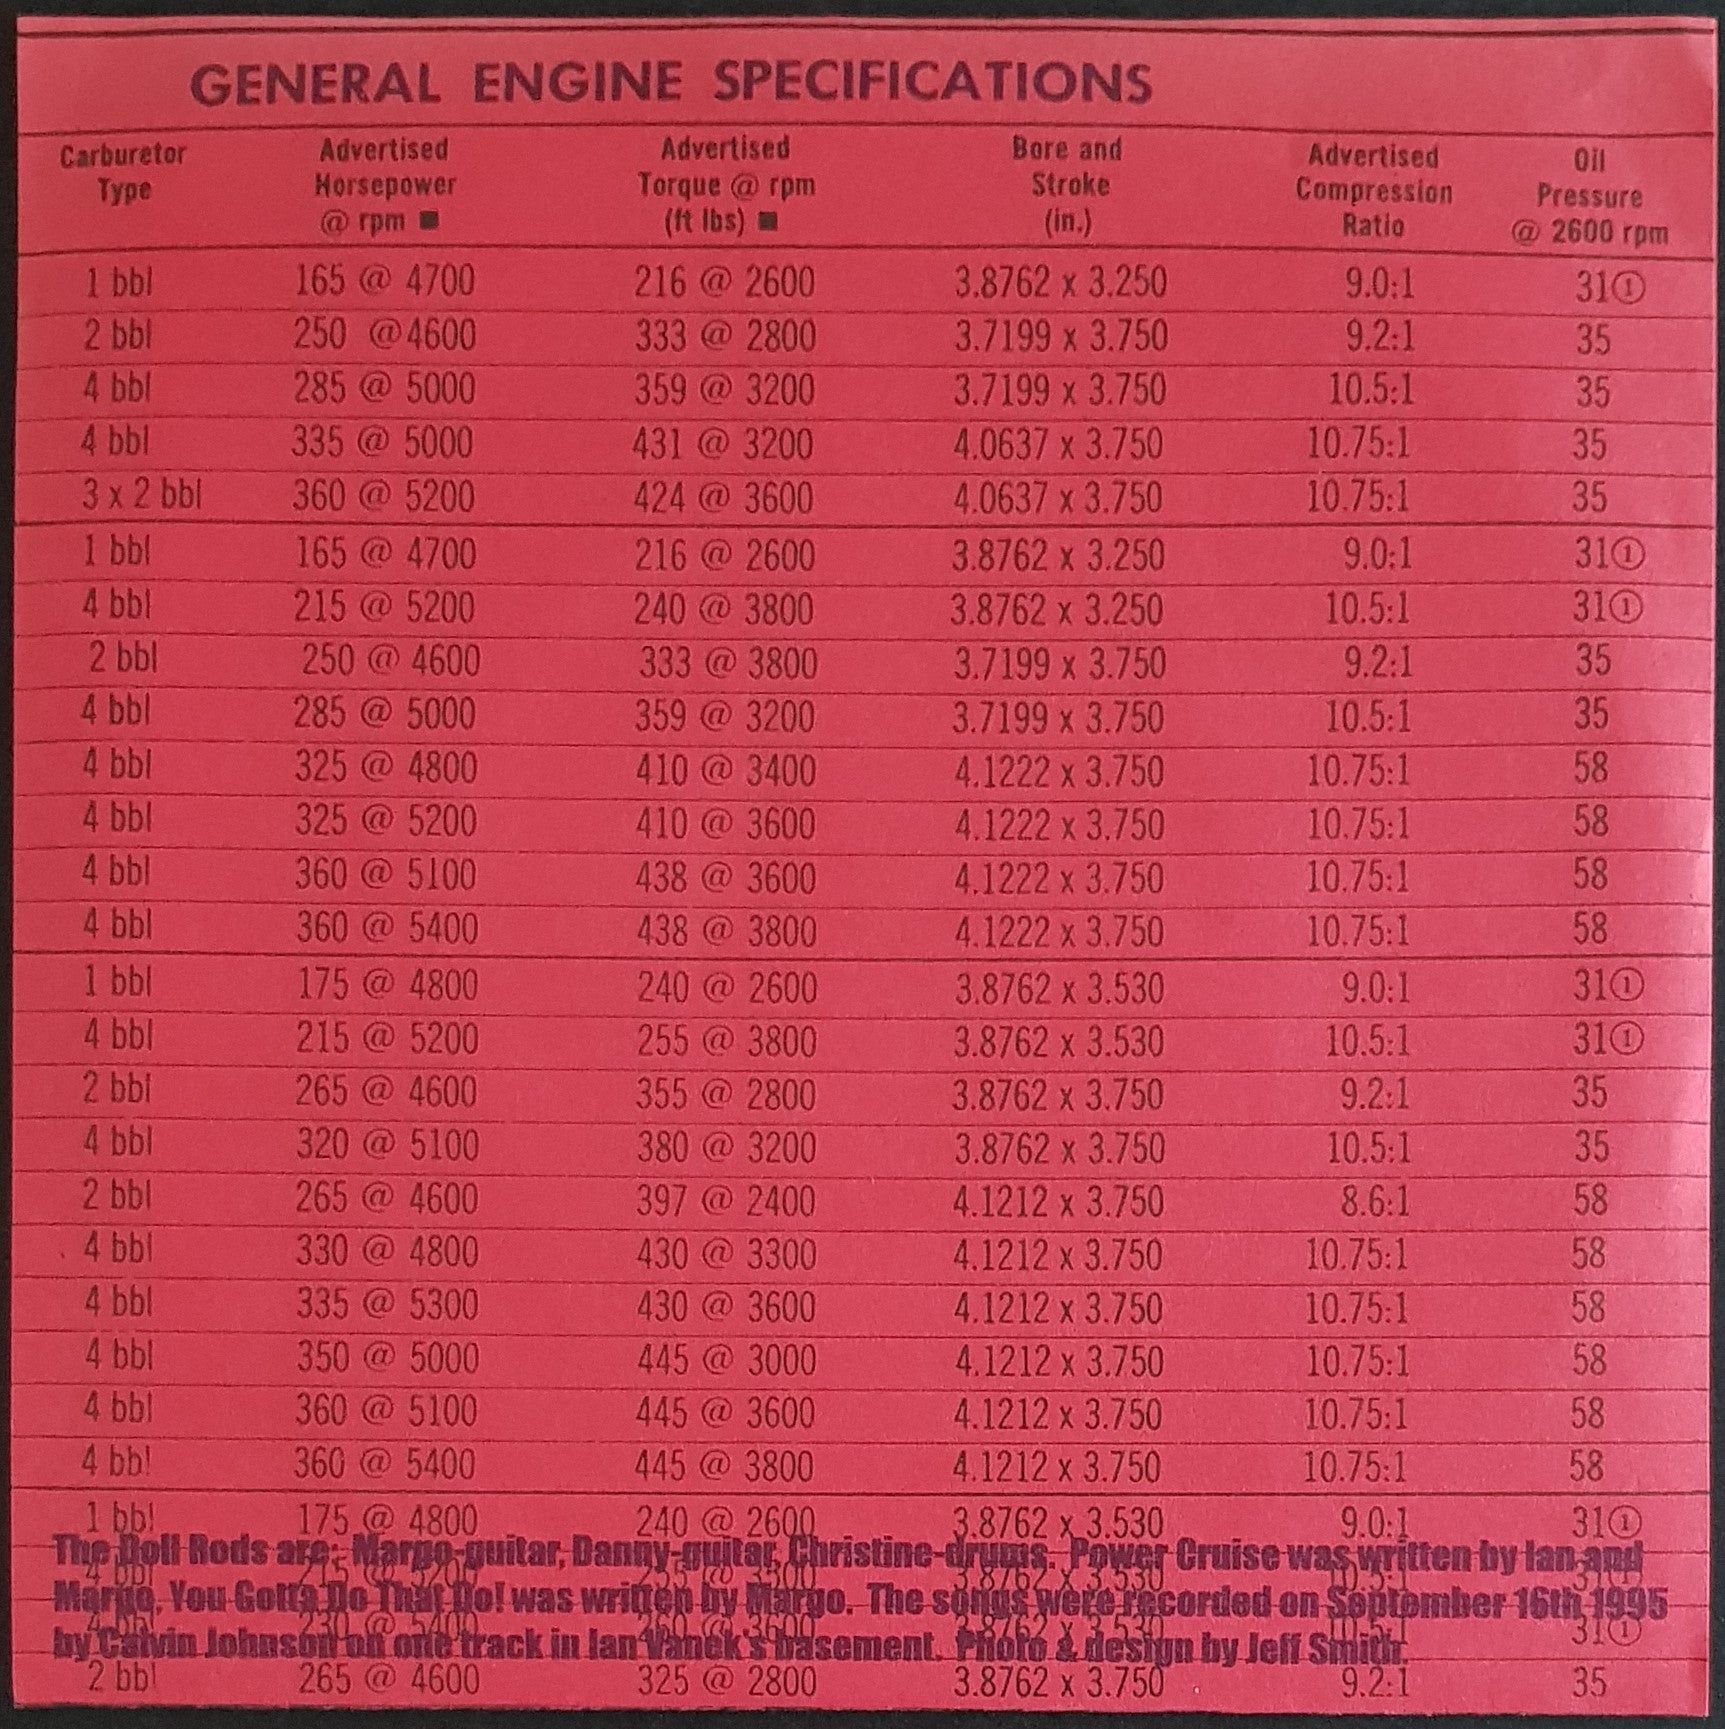 GENERAL ENGINE SPECIFICATIONS
Carburetor Type Advertised Horsepower @ rpm ■ Advertised Torque @ rpm (ft lbs) ■ Bore and Stroke (in.) Advertised Compression Ratio Oil Pressure @ 2600 rpm
1 bbl 165 @ 4700 216 @ 2600 3.8762 x 3.250 9.0:1 31①
2 bbl 250 @4600 333 @ 2800 3.7199 x 3.750 9.2:1 35
4 bbl 285 @ 5000 359 @ 3200 3.7199 x 3.750 10.5:1 35
4 bbl 335 @ 5000 431 @ 3200 4.0637 x 3.750 10.75:1 35
3 x 2 bbl 360 @ 5200 424 @ 3600 4.0637 x 3.750 10.75:1 35
1 bbl 165 @ 4700 216 @ 2600 3.8762 x 3.250 9.0:1 31①
4 bbl 215 @ 5200 240 @ 3800 3.8762 x 3.250 10.5:1 31①
2 bbl 250 @ 4600 333 @ 3800 3.7199 x 3.750 9.2:1 35
4 bbl 285 @ 5000 359 @ 3200 3.7199 x 3.750 10.5:1 35
4 bbl 325 @ 4800 410 @ 3400 4.1222 x 3.750 10.75:1 58
4 bbl 325 @ 5200 410 @ 3600 4.1222 x 3.750 10.75:1 58
4 bbl 360 @ 5100 438 @ 3600 4.1222 x 3.750 10.75:1 58
4 bbl 360 @ 5400 438 @ 3800 4.1222 x 3.750 10.75:1 58
1 bbl 175 @ 4800 240 @ 2600 3.8762 x 3.530 9.0:1 31①
4 bbl 215 @ 5200 255 @ 3800 3.8762 x 3.530 10.5:1 31①
2 bbl 265 @ 4600 355 @ 2800 3.8762 x 3.750 9.2:1 35
4 bbl 320 @ 5100 380 @ 3200 3.8762 x 3.750 10.5:1 35
2 bbl 265 @ 4600 397 @ 2400 4.1212 x 3.750 8.6:1 58
4 bbl 330 @ 4800 430 @ 3300 4.1212 x 3.750 10.75:1 58
4 bbl 335 @ 5300 430 @ 3600 4.1212 x 3.750 10.75:1 58
4 bbl 350 @ 5000 445 @ 3000 4.1212 x 3.750 10.75:1 58
4 bbl 360 @ 5100 445 @ 3600 4.1212 x 3.750 10.75:1 58
4 bbl 360 @ 5400 445 @ 3800 4.1212 x 3.750 10.75:1 58
1 bbl 175 @ 4800 240 @ 2600 3.8762 x 3.530 9.0:1 31①
The Doll Rods are: Margo-guitar, Danny-guitar, Christine-drums. Power Cruise was written by Ian and
Margo, You Gotta Do That Do! was written by Margo. The songs were recorded on September 16th 1995
by Calvin Johnson on one track in Ian Vanek's basement. Photo & design by Jeff Smith.
2 bbl 265 @ 4600 325 @ 2800 3.8762 x 3.750 9.2:1 35